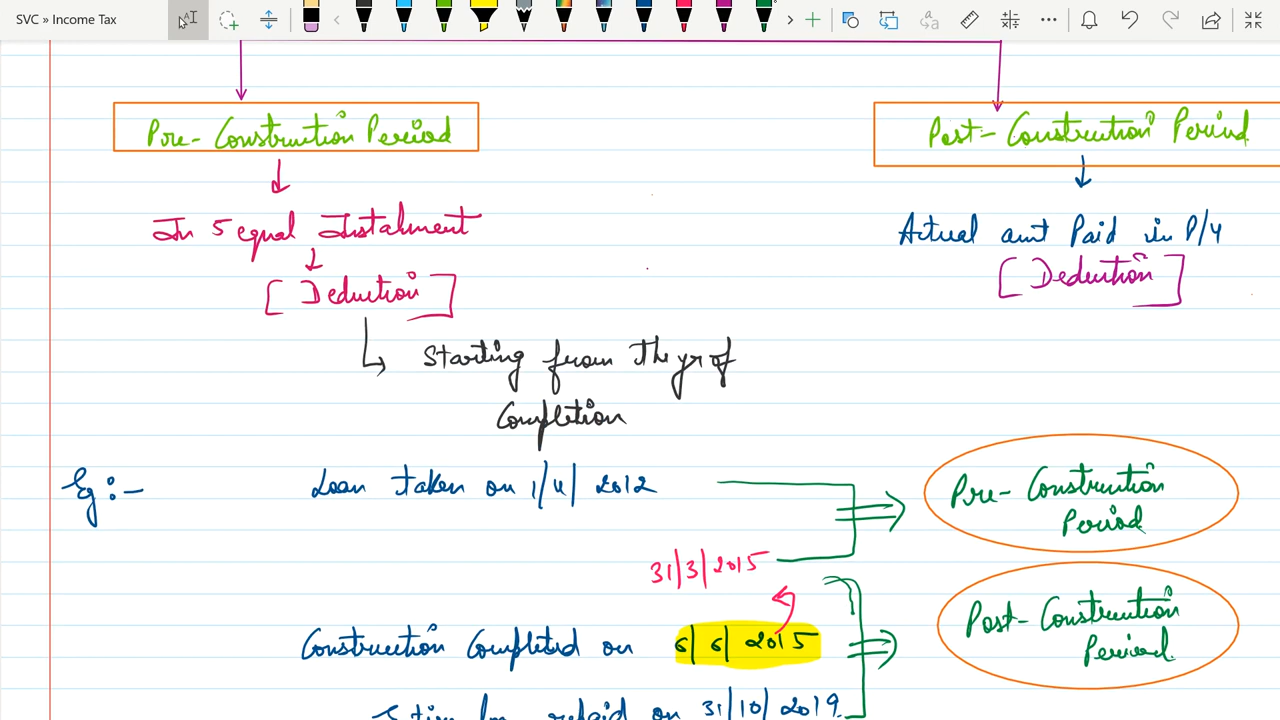 SVC » Income Tax
Pre-Construction Period
Post-Construction Period
In 5 equal Instalment
Actual amt Paid in P/Y
[Deduction]
[Deduction]
Starting from the yr of
Completion
Eg:-
Loan taken on 1/4/2012
Pre-Construction
Period
31/3/2015
Post-Construction
Period
Construction Completed on 6/6/2015
repaid on 31/10/2019